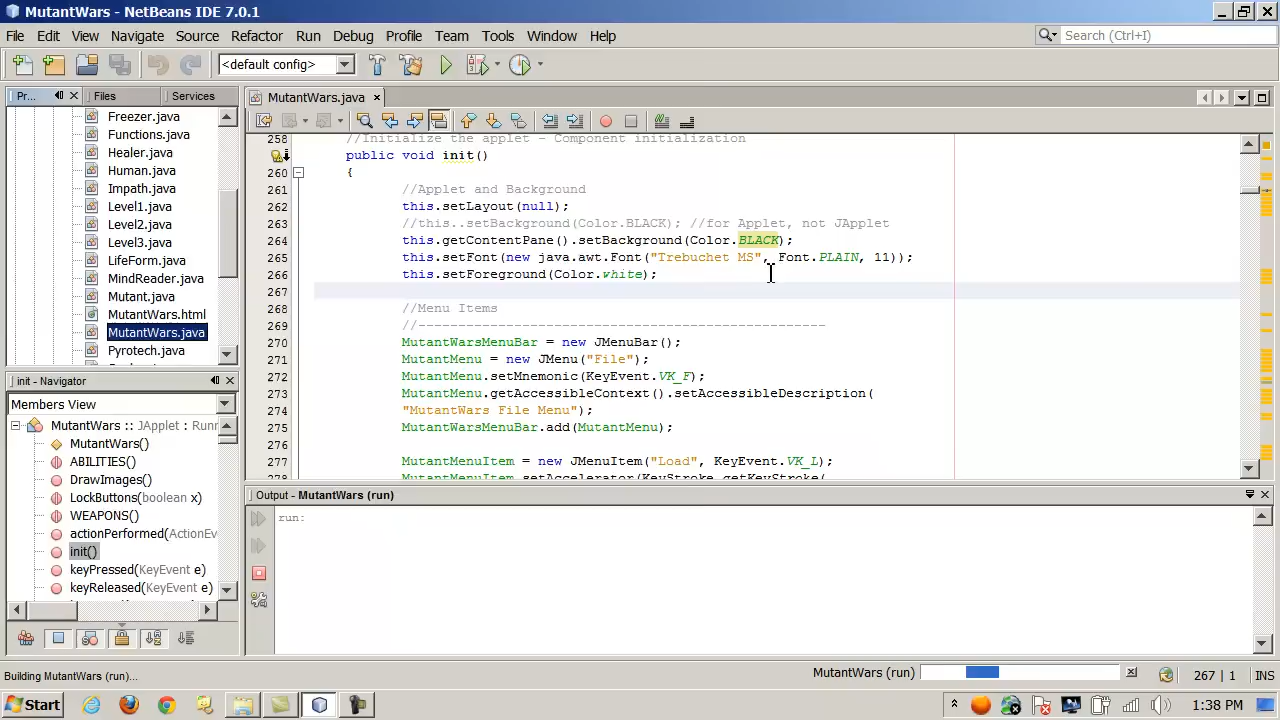 MutantWars - NetBeans IDE 7.0.1
File Edit View Navigate Source Refactor Run Debug Profile Team Tools Window Help
Search (Ctrl+I)
<default config>
Pr... Files Services
MutantWars.java
Freezer.java
Functions.java
Healer.java
Human.java
Impath.java
Level1.java
Level2.java
Level3.java
LifeForm.java
MindReader.java
Mutant.java
MutantWars.html
MutantWars.java
Pyrotech.java
258 //Initialize the applet - Component initialization
public void init()
260 {
261 //Applet and Background
262 this.setLayout(null);
263 //this..setBackground(Color.BLACK); //for Applet, not JApplet
264 this.getContentPane().setBackground(Color.BLACK);
265 this.setFont(new java.awt.Font("Trebuchet MS", Font.PLAIN, 11));
266 this.setForeground(Color.white);
267
268 //Menu Items
269 //--------------------------------------------------
270 MutantWarsMenuBar = new JMenuBar();
271 MutantMenu = new JMenu("File");
272 MutantMenu.setMnemonic(KeyEvent.VK_F);
273 MutantMenu.getAccessibleContext().setAccessibleDescription(
274 "MutantWars File Menu");
275 MutantWarsMenuBar.add(MutantMenu);
276
277 MutantMenuItem = new JMenuItem("Load", KeyEvent.VK_L);
278 MutantMenuItem.setAccelerator(KeyStroke.getKeyStroke(
init - Navigator
Members View
MutantWars :: JApplet : Runr
MutantWars()
ABILITIES()
DrawImages()
LockButtons(boolean x)
WEAPONS()
actionPerformed(ActionEv
init()
keyPressed(KeyEvent e)
keyReleased(KeyEvent e)
Output - MutantWars (run)
run:
Building MutantWars (run)...
MutantWars (run)
267 | 1
INS
Start
1:38 PM